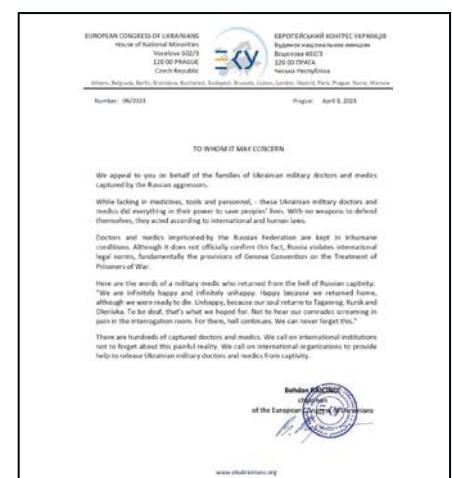 EUROPEAN CONGRESS OF UKRAINIANS
House of National Minorities
Vocelova 602/3
120 00 PRAGUE
Czech Republic
ЕКУ
ЄВРОПЕЙСЬКИЙ КОНГРЕС УКРАЇНЦІВ
Будинок національних меншин
Воцелова 602/3
120 00 ПРАГА
Чеська Республіка
Athens, Belgrade, Berlin, Bratislava, Bucharest, Budapest, Brussels, Lisbon, London, Madrid, Paris, Prague, Rome, Warsaw
Number: 06/2023
Prague: April 3, 2023
TO WHOM IT MAY CONCERN
We appeal to you on behalf of the families of Ukrainian military doctors and medics
captured by the Russian aggressors.
While lacking in medicines, tools and personnel, - these Ukrainian military doctors and
medics did everything in their power to save peoples' lives. With no weapons to defend
themselves, they acted according to international and human laws.
Doctors and medics imprisoned by the Russian Federation are kept in inhumane
conditions. Although it does not officially confirm this fact, Russia violates international
legal norms, fundamentally the provisions of Geneva Convention on the Treatment of
Prisoners of War.
Here are the words of a military medic who returned from the hell of Russian captivity:
"We are infinitely happy and infinitely unhappy. Happy because we returned home,
although we were ready to die. Unhappy, because our soul returns to Taganrog, Kursk and
Olenivka. To be deaf, that's what we hoped for. Not to hear our comrades screaming in
pain in the interrogation room. For them, hell continues. We can never forget this."
There are hundreds of captured doctors and medics. We call on international institutions
not to forget about this painful reality. We call on international organizations to provide
help to release Ukrainian military doctors and medics from captivity.
Bohdan RAICINEC
chairman
of the European Congress of Ukrainians